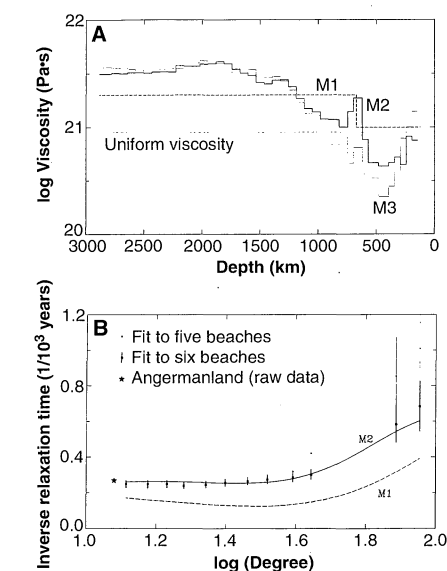 A
22
21
20
log Viscosity (Pa•s)
M1
M2
Uniform viscosity
M3
3000 2500 2000 1500 1000 500 0
Depth (km)
B
1.2
0.8
0.4
0.0
Inverse relaxation time (1/10³ years)
Fit to five beaches
Fit to six beaches
★ Angermanland (raw data)
M2
M1
1.0 1.2 1.4 1.6 1.8 2.0
log (Degree)